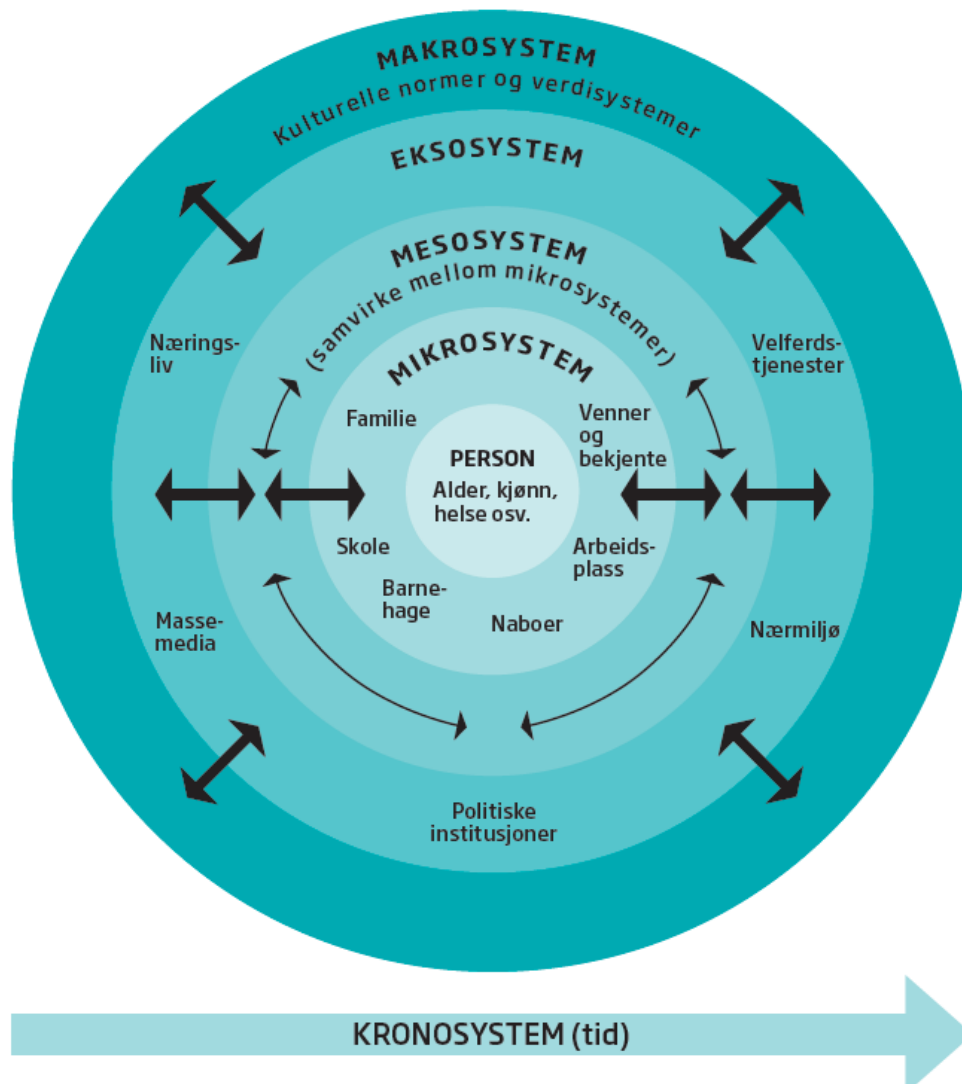 MAKROSYSTEM
Kulturelle normer og verdisystemer
EKSOSYSTEM
MESOSYSTEM
(samvirke mellom mikrosystemer)
MIKROSYSTEM
Nærings-
liv
Velferds-
tjenester
Familie
Venner
og
bekjente
PERSON
Alder, kjønn,
helse osv.
Skole
Arbeids-
plass
Barne-
hage
Naboer
Masse-
media
Nærmiljø
Politiske
institusjoner
KRONOSYSTEM (tid)